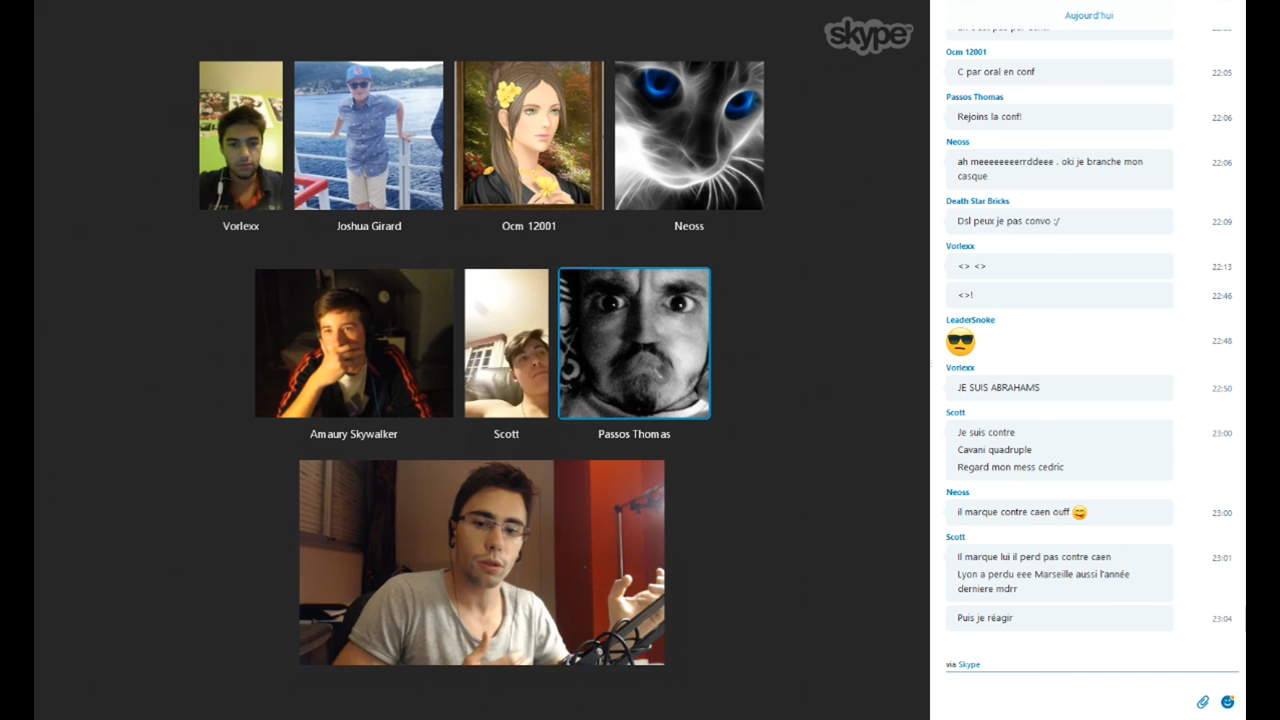 skype
Vorlexx
Joshua Girard
Ocm 12001
Neoss
Amaury Skywalker
Scott
Passos Thomas
Aujourd'hui
22:05
Ocm 12001
C par oral en conf
22:05
Passos Thomas
Rejoins la conf!
22:06
Neoss
ah meeeeeeerrddeee . oki je branche mon
casque
22:06
Death Star Bricks
Dsl peux je pas convo :/
22:09
Vorlexx
<> <>
22:13
<>!
22:46
LeaderSnoke
22:48
Vorlexx
JE SUIS ABRAHAMS
22:50
Scott
Je suis contre
23:00
Cavani quadruple
Regard mon mess cedric
Neoss
il marque contre caen ouff
23:00
Scott
Il marque lui il perd pas contre caen
23:01
Lyon a perdu eee Marseille aussi l'année
derniere mdrr
Puis je réagir
23:04
via Skype